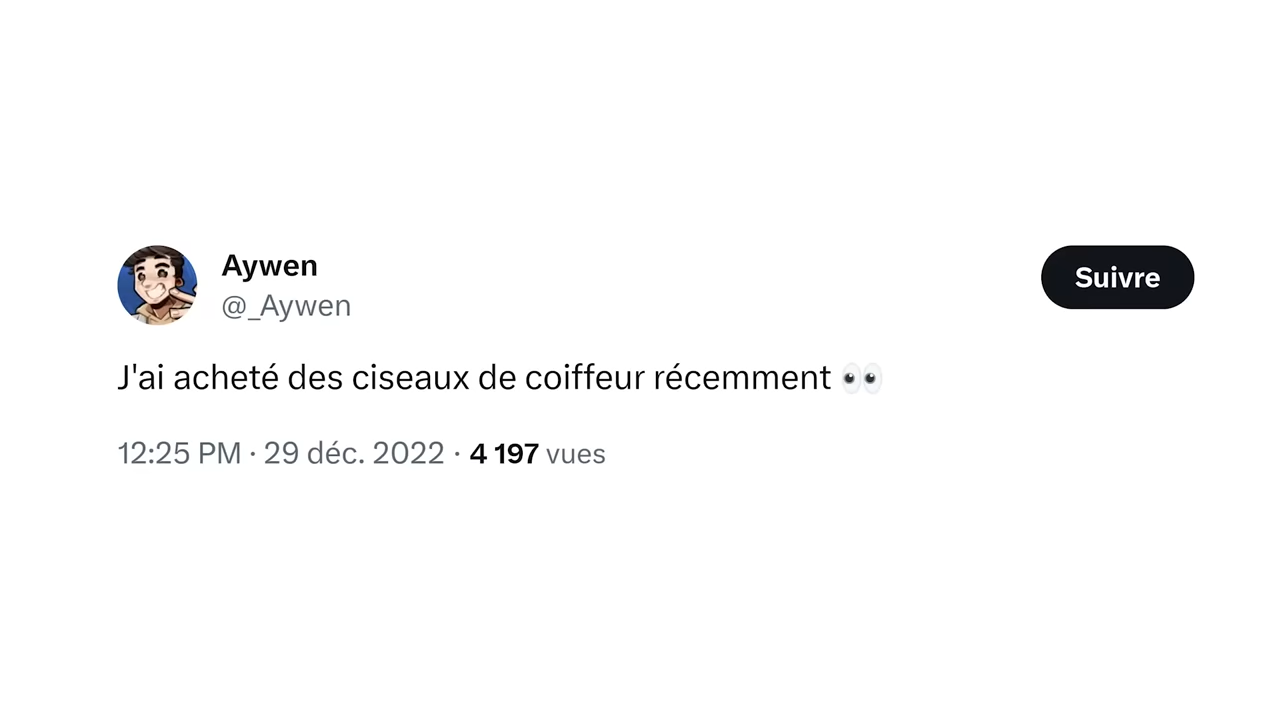 Aywen
@_Aywen
Suivre
J'ai acheté des ciseaux de coiffeur récemment 👀
12:25 PM · 29 déc. 2022 · 4 197 vues